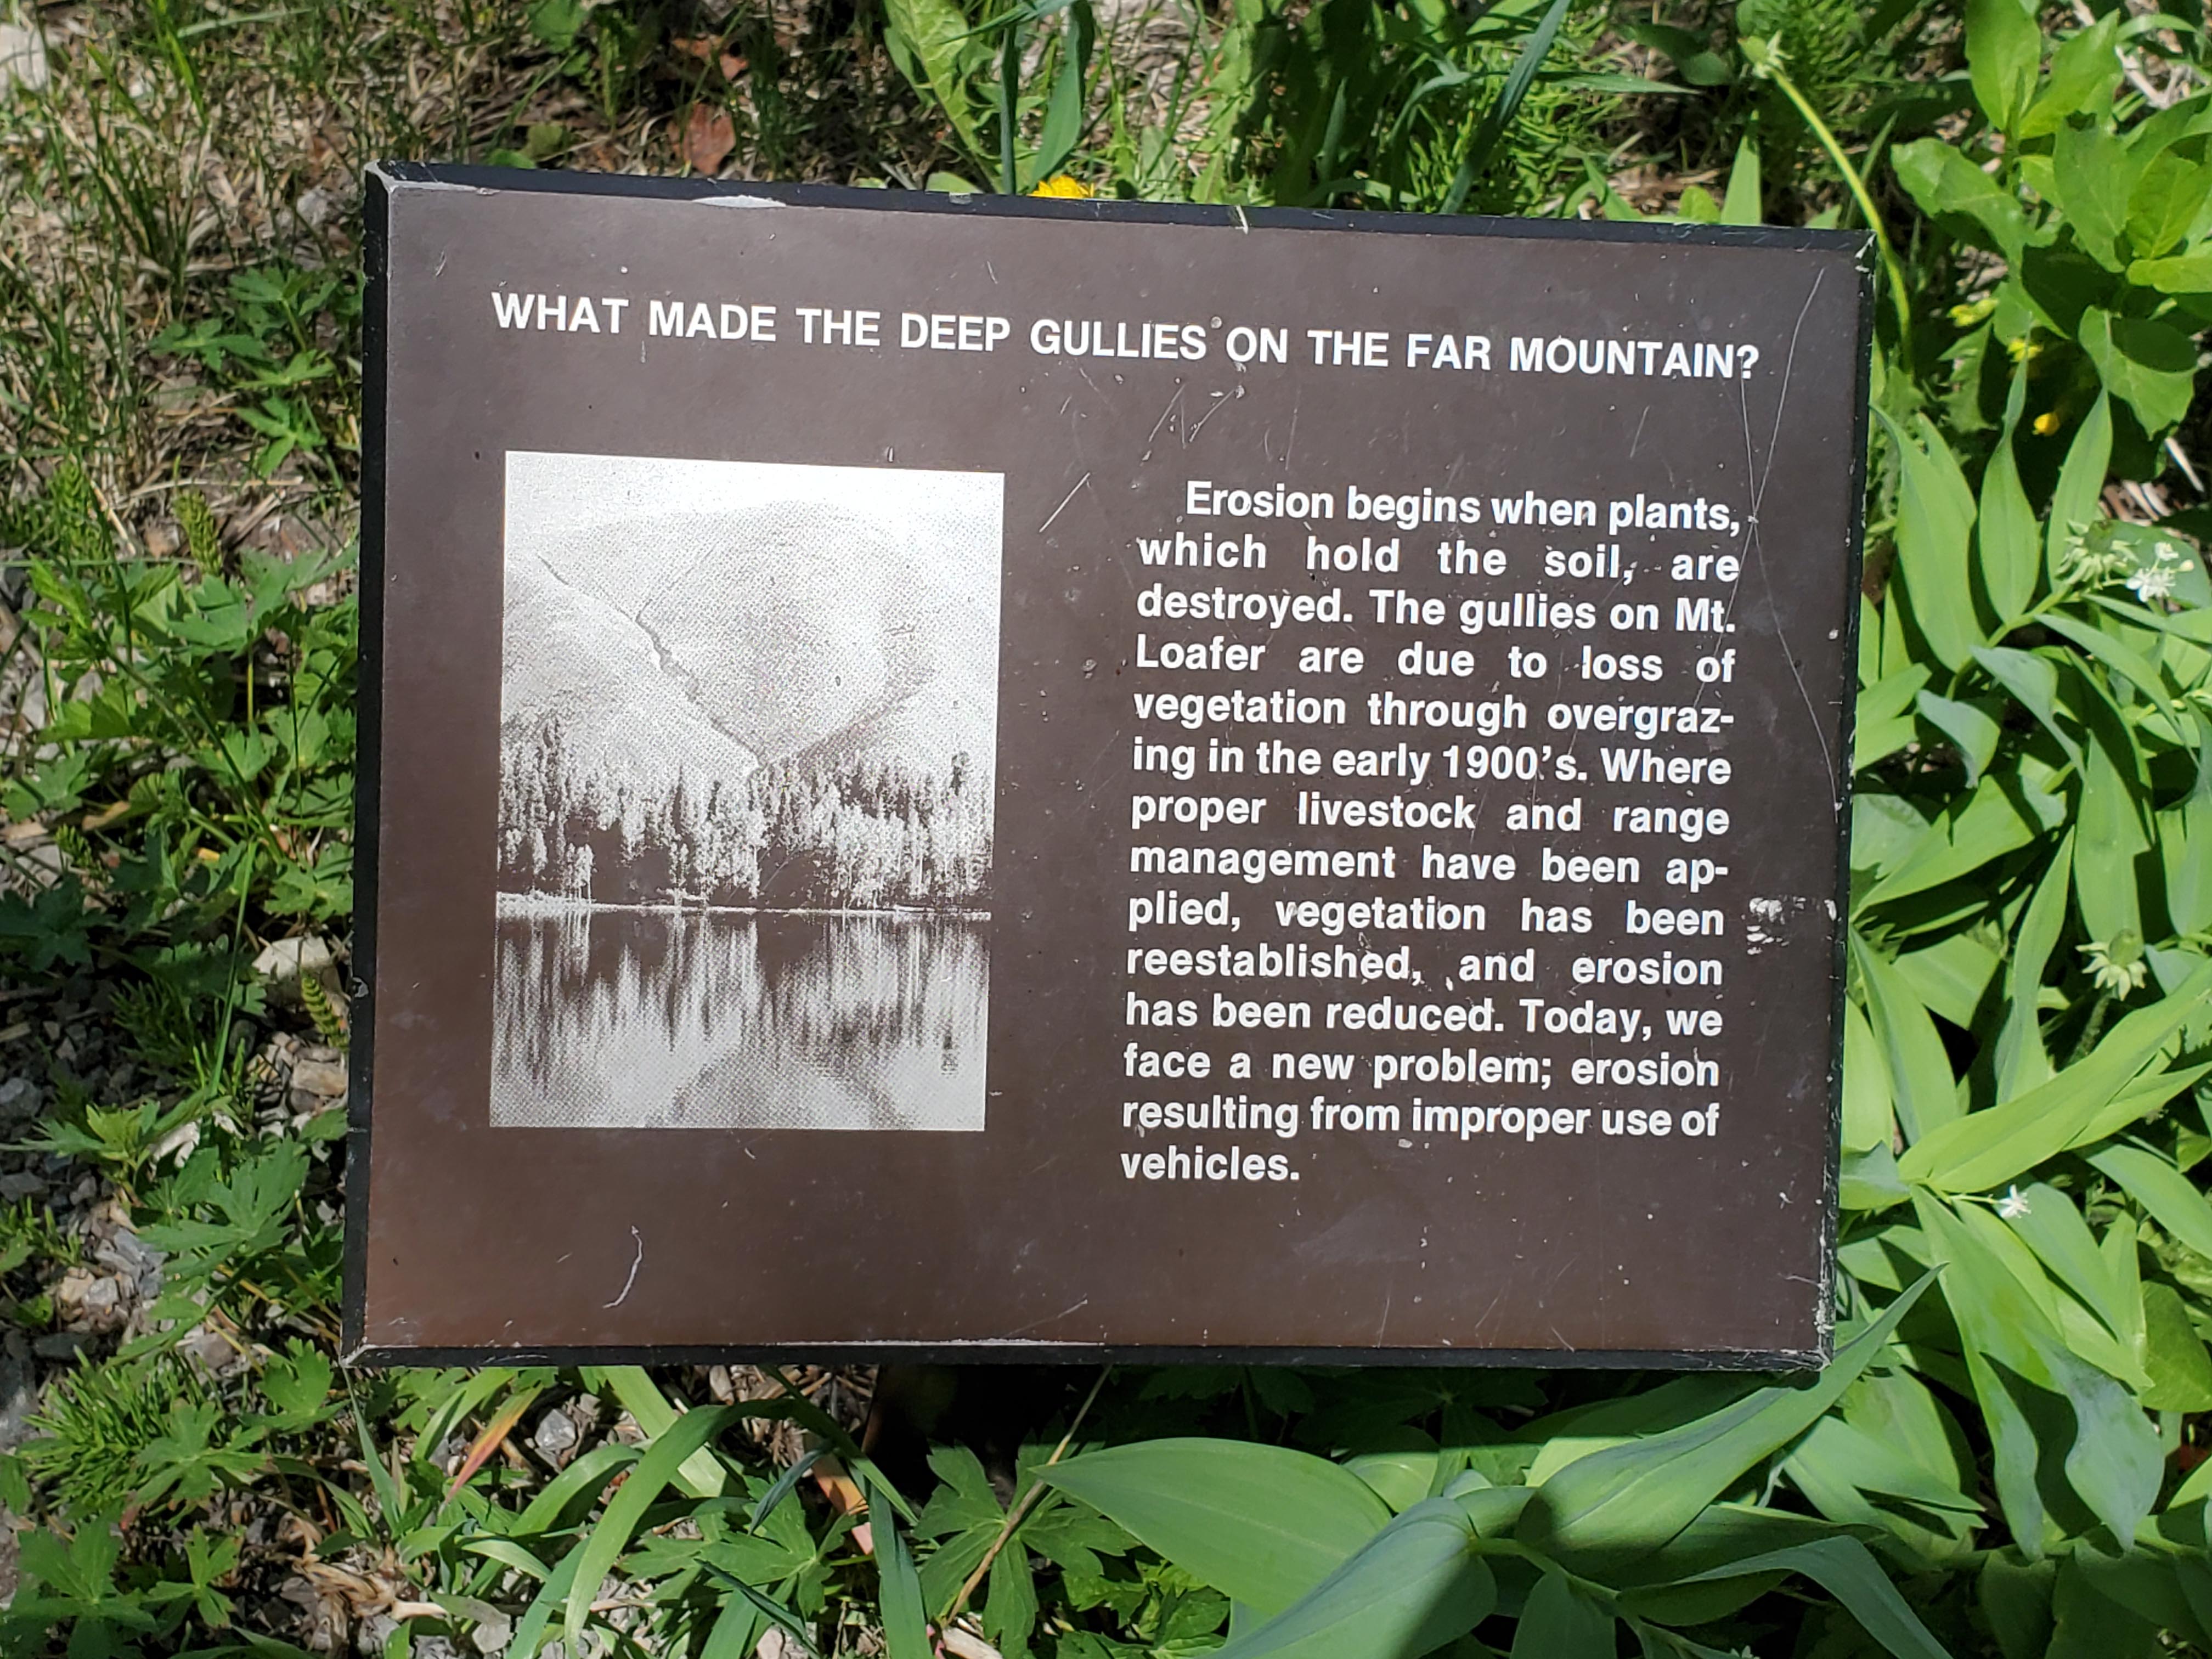 WHAT MADE THE DEEP GULLIES ON THE FAR MOUNTAIN?
Erosion begins when plants,
which hold the soil, are
destroyed. The gullies on Mt.
Loafer are due to loss of
vegetation through overgraz-
ing in the early 1900's. Where
proper livestock and range
management have been ap-
plied, vegetation has been
reestablished, and erosion
has been reduced. Today, we
face a new problem; erosion
resulting from improper use of
vehicles.